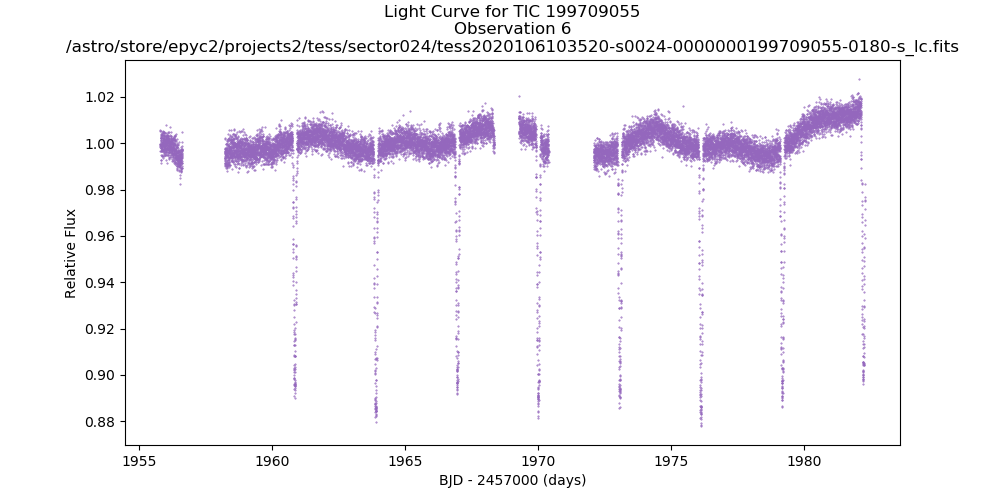 Light Curve for TIC 199709055
Observation 6
/astro/store/epyc2/projects2/tess/sector024/tess2020106103520-s0024-0000000199709055-0180-s_lc.fits
1.02
1.00
0.98
0.96
0.94
0.92
0.90
0.88
Relative Flux
1955 1960 1965 1970 1975 1980
BJD - 2457000 (days)